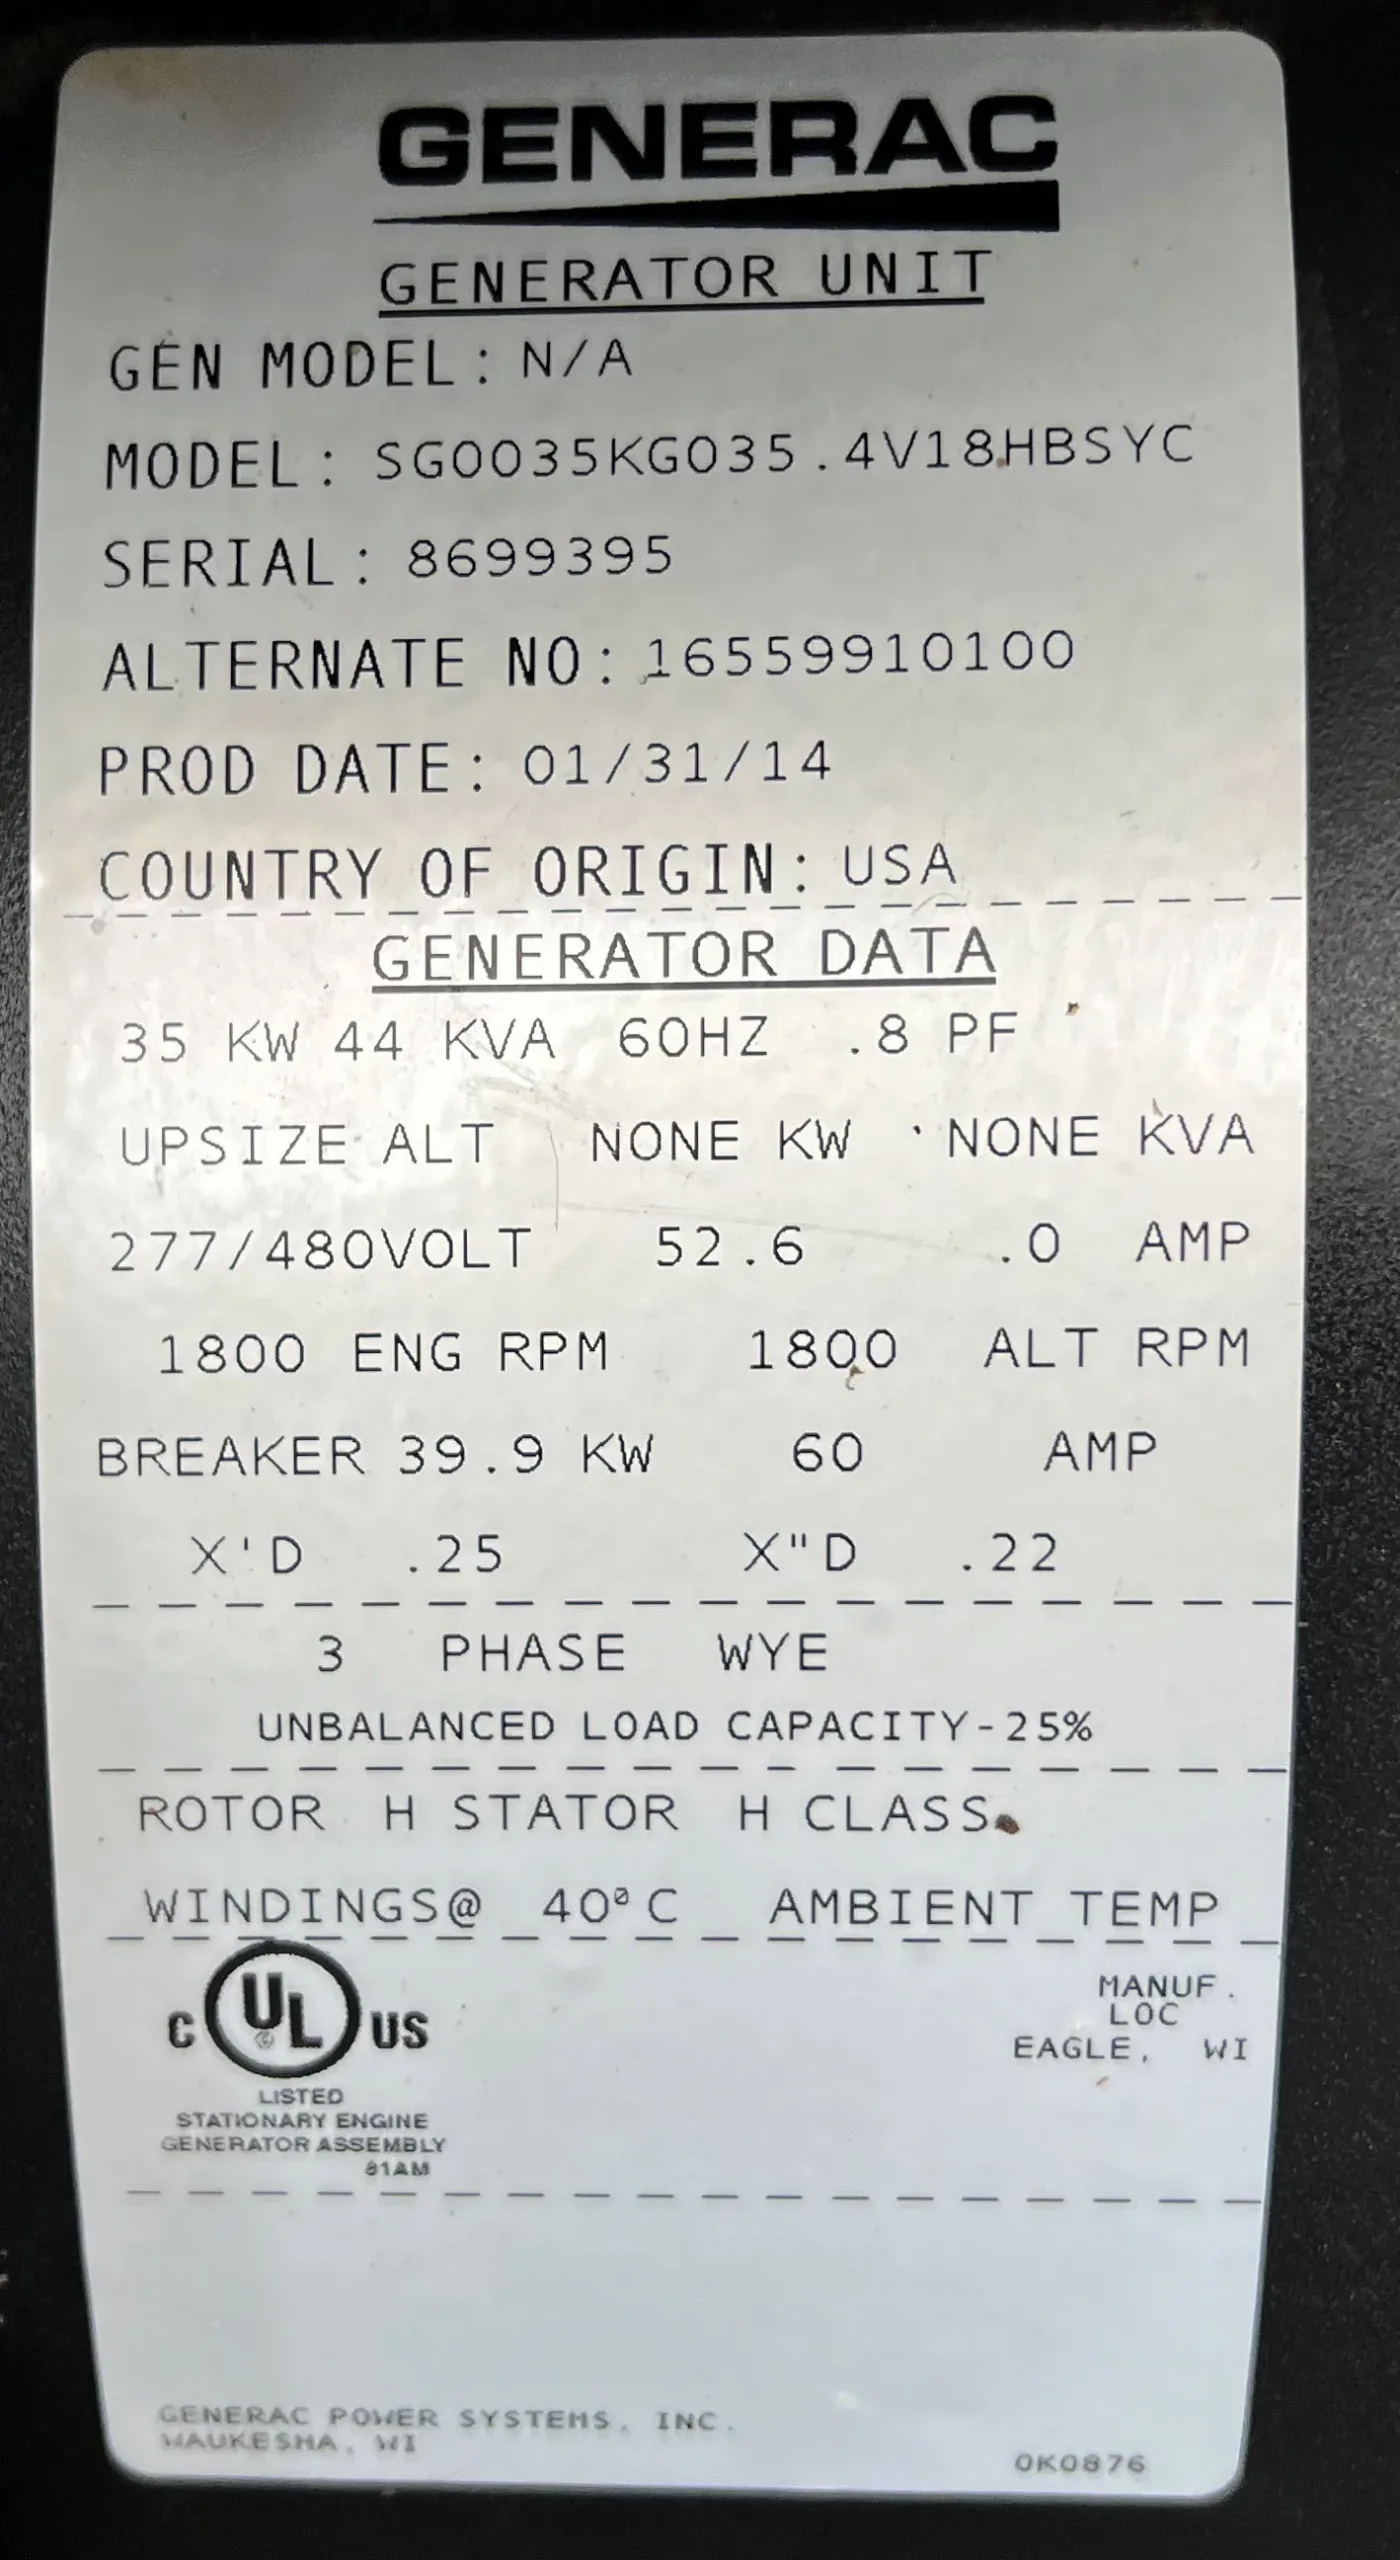 GENERAC
GENERATOR UNIT
GEN MODEL: N/A
MODEL: SG0035KG035.4V18HBSYC
SERIAL: 8699395
ALTERNATE NO: 16559910100
PROD DATE: 01/31/14
COUNTRY OF ORIGIN: USA
GENERATOR DATA
35 KW 44 KVA 60HZ .8 PF
UPSIZE ALT NONE KW NONE KVA
277/480VOLT 52.6 .0 AMP
1800 ENG RPM 1800 ALT RPM
BREAKER 39.9 KW 60 AMP
X'D .25 X"D .22
3 PHASE WYE
UNBALANCED LOAD CAPACITY-25%
ROTOR H STATOR H CLASS
WINDINGS@ 40°C AMBIENT TEMP
C UL US
LISTED
STATIONARY ENGINE
GENERATOR ASSEMBLY
81AM
MANUF.
LOC
EAGLE, WI
GENERAC POWER SYSTEMS, INC.
WAUKESHA, WI
0K0876